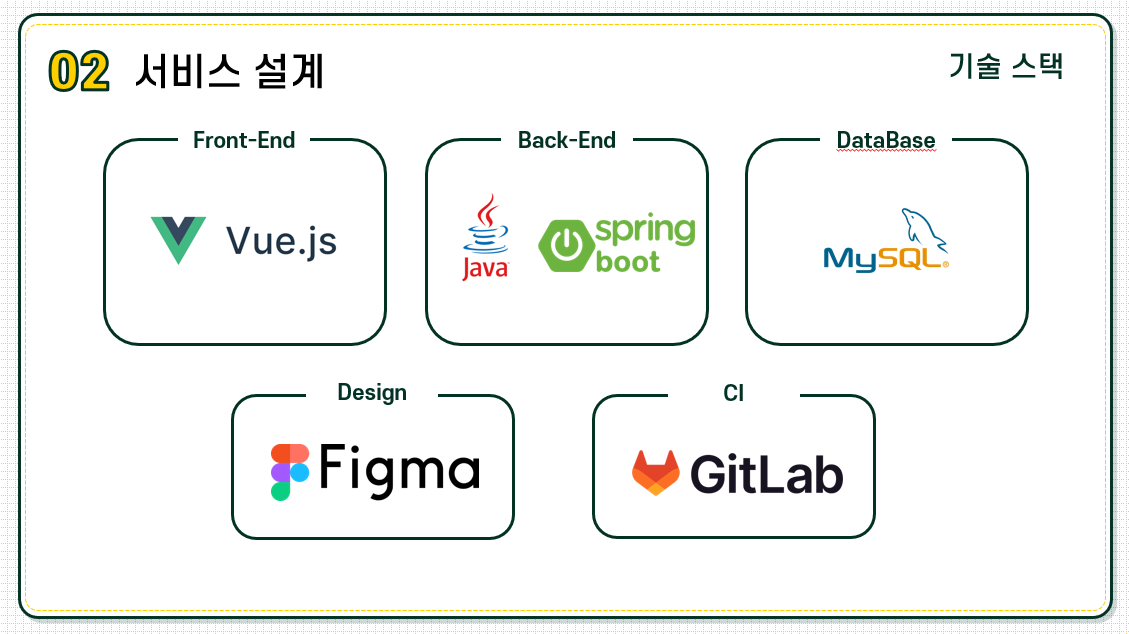 02 서비스 설계
기술 스택
Front-End
Vue.js
Back-End
Java
spring
boot
DataBase
MySQL®
Design
Figma
CI
GitLab